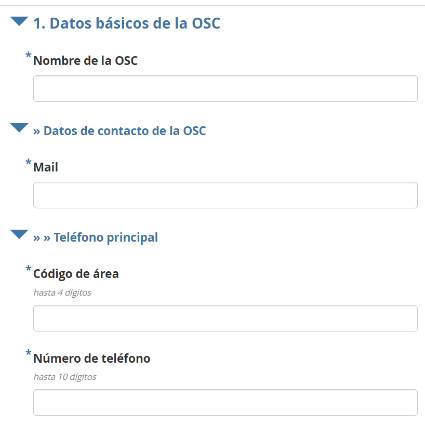 1. Datos básicos de la OSC
* Nombre de la OSC
» Datos de contacto de la OSC
* Mail
» » Teléfono principal
* Código de área
hasta 4 dígitos
* Número de teléfono
hasta 10 dígitos